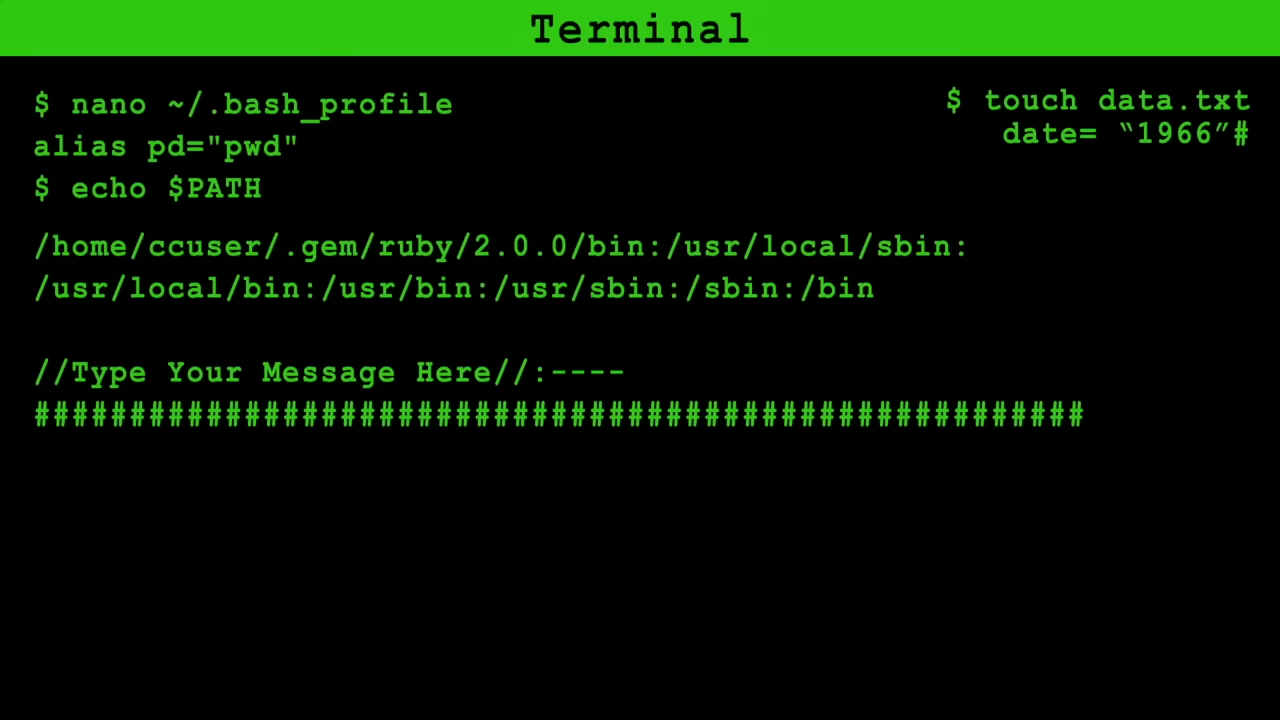 Terminal
$ nano ~/.bash_profile
alias pd="pwd"
$ echo $PATH
$ touch data.txt
date= “1966”#
/home/ccuser/.gem/ruby/2.0.0/bin:/usr/local/sbin:
/usr/local/bin:/usr/bin:/usr/sbin:/sbin:/bin
//Type Your Message Here//:----
#######################################################